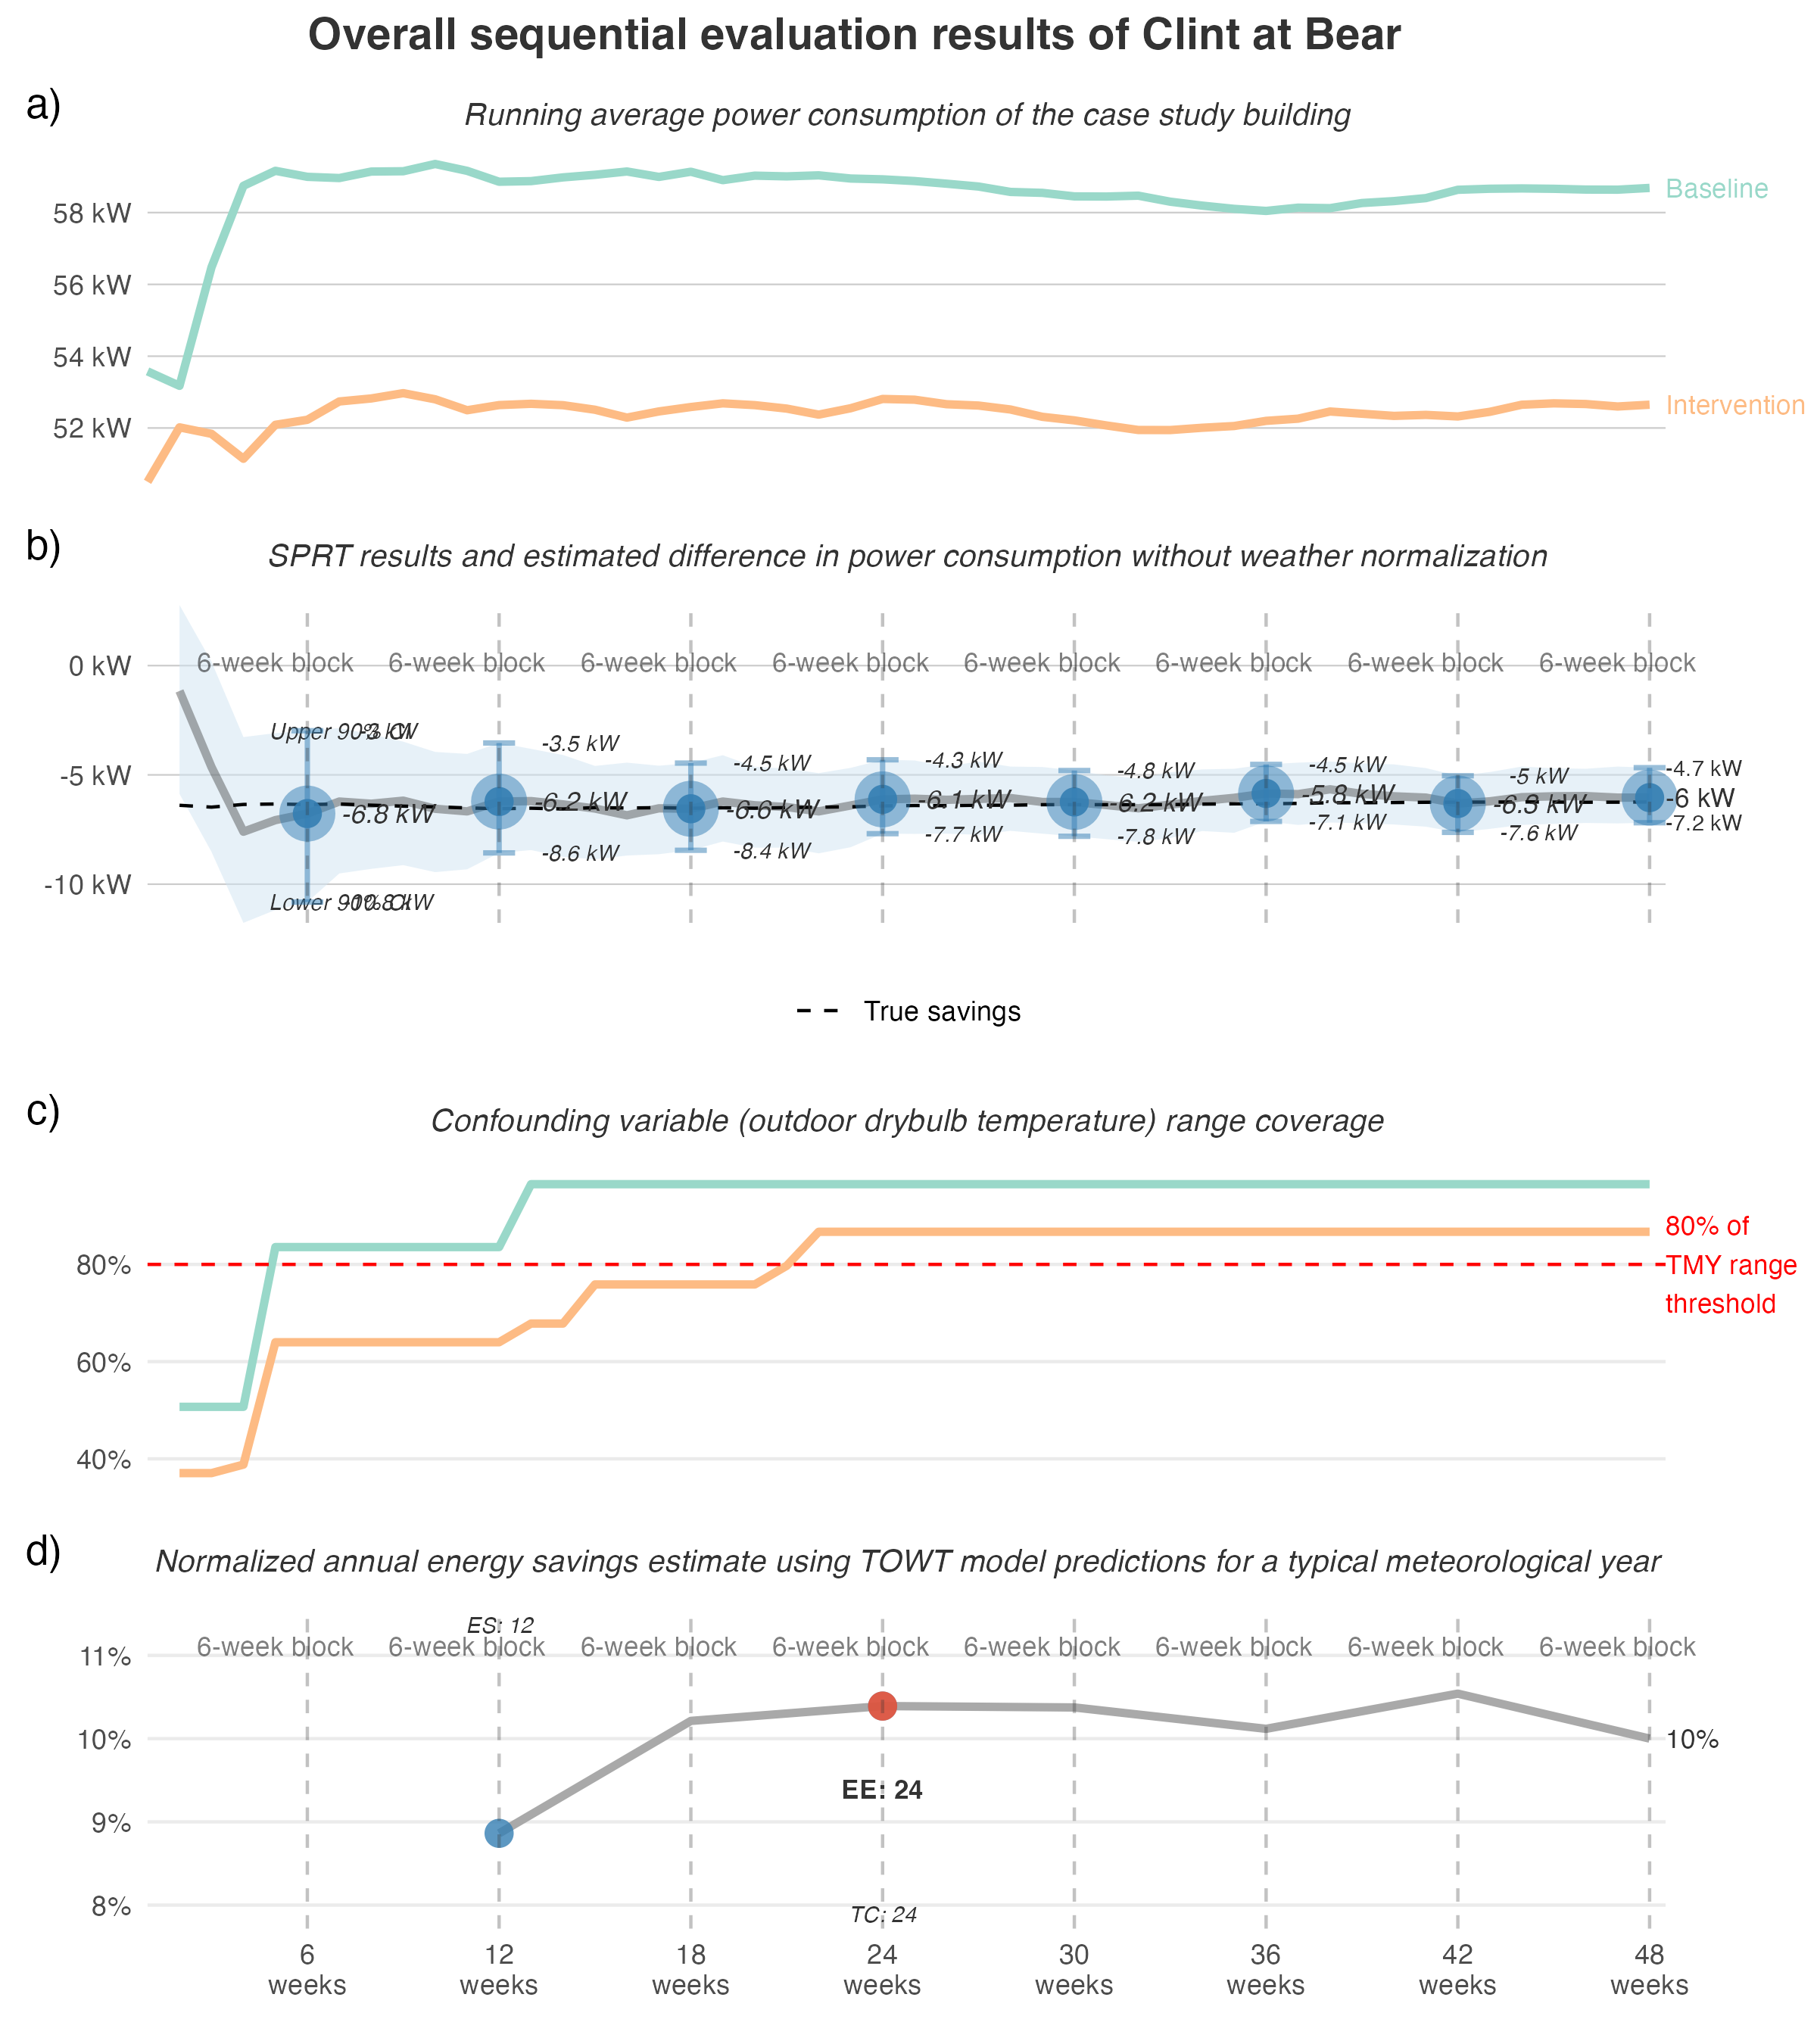 Overall sequential evaluation results of Clint at Bear
a)
Running average power consumption of the case study building
58 kW
56 kW
54 kW
52 kW
Baseline
Intervention
b)
SPRT results and estimated difference in power consumption without weather normalization
0 kW
-5 kW
-10 kW
6-week block 6-week block 6-week block 6-week block 6-week block 6-week block 6-week block 6-week block
Upper 90% CI -3 kW
-3.5 kW
-4.5 kW
-4.3 kW
-4.8 kW
-4.5 kW
-5 kW
-4.7 kW
-6.8 kW
-6.2 kW
-6.6 kW
-6.1 kW
-6.2 kW
-5.8 kW
-6.3 kW
-6 kW
Lower 90% CI -10.8 kW
-8.6 kW
-8.4 kW
-7.7 kW
-7.8 kW
-7.1 kW
-7.6 kW
-7.2 kW
True savings
c)
Confounding variable (outdoor drybulb temperature) range coverage
80%
60%
40%
80% of
TMY range
threshold
d)
Normalized annual energy savings estimate using TOWT model predictions for a typical meteorological year
ES: 12
6-week block 6-week block 6-week block 6-week block 6-week block 6-week block 6-week block 6-week block
11%
10%
9%
8%
10%
EE: 24
TC: 24
6 12 18 24 30 36 42 48
weeks weeks weeks weeks weeks weeks weeks weeks